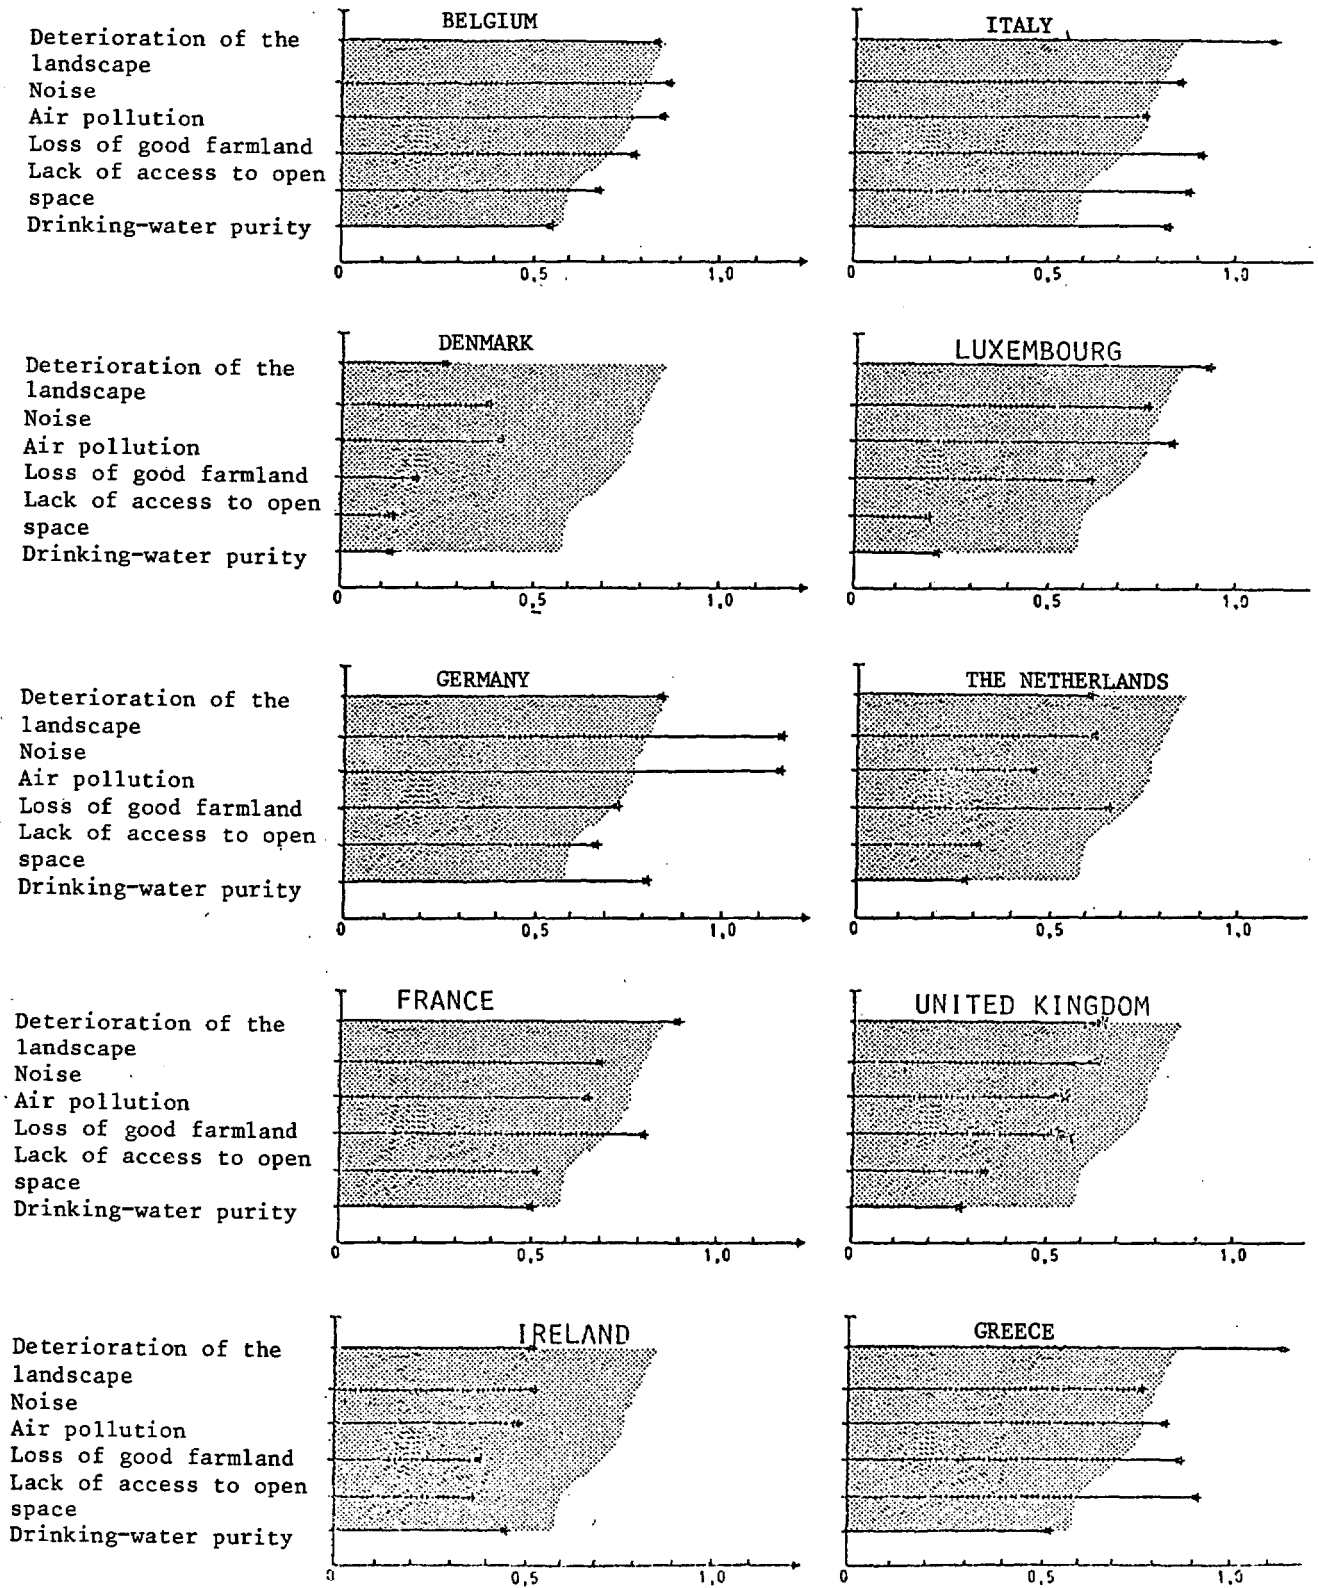 BELGIUM
ITALY
Deterioration of the
landscape
Noise
Air pollution
Loss of good farmland
Lack of access to open
space
Drinking-water purity
0 0,5 1,0
0 0,5 1,0
DENMARK
LUXEMBOURG
Deterioration of the
landscape
Noise
Air pollution
Loss of good farmland
Lack of access to open
space
Drinking-water purity
0 0,5 1,0
0 0,5 1,0
GERMANY
THE NETHERLANDS
Deterioration of the
landscape
Noise
Air pollution
Loss of good farmland
Lack of access to open
space
Drinking-water purity
0 0,5 1,0
0 0,5 1,0
FRANCE
UNITED KINGDOM
Deterioration of the
landscape
Noise
Air pollution
Loss of good farmland
Lack of access to open
space
Drinking-water purity
0 0,5 1,0
0 0,5 1,0
IRELAND
GREECE
Deterioration of the
landscape
Noise
Air pollution
Loss of good farmland
Lack of access to open
space
Drinking-water purity
0 0,5 1,0
0 0,5 1,0